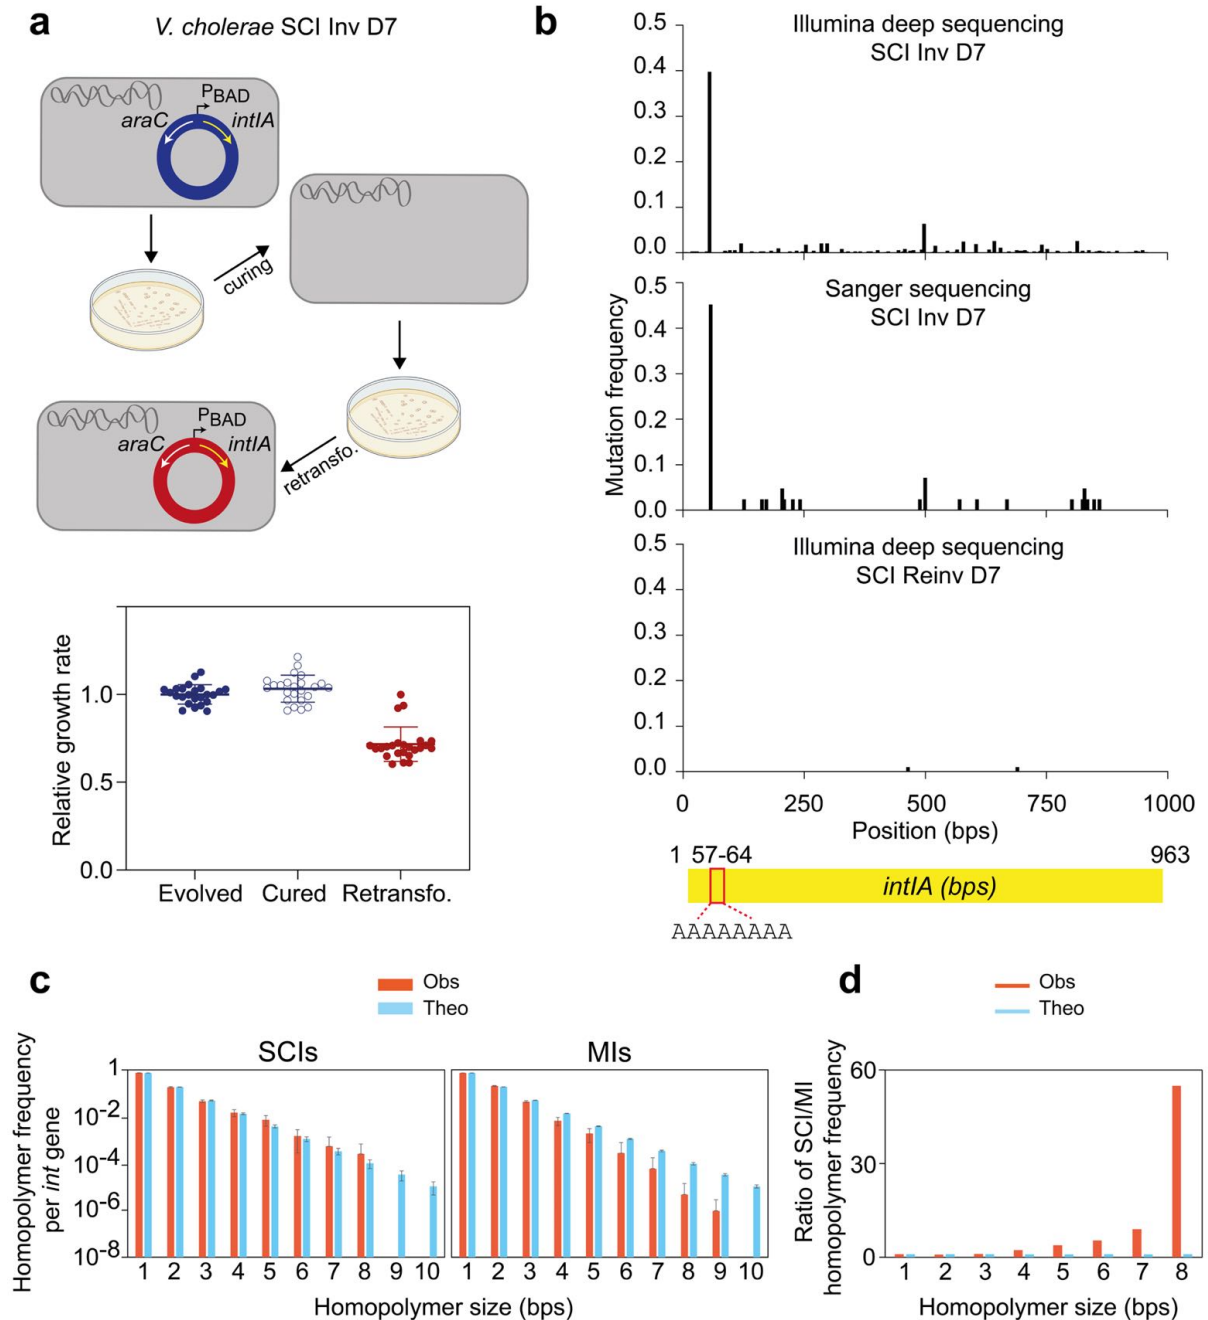 a
V. cholerae SCI Inv D7
PBAD
araC
intIA
curing
PBAD
araC
intIA
retransfo.
Relative growth rate
1.0
0.5
0.0
Evolved Cured Retransfo.
b
Mutation frequency
Illumina deep sequencing
SCI Inv D7
0.5
0.4
0.3
0.2
0.1
0.0
Sanger sequencing
SCI Inv D7
0.5
0.4
0.3
0.2
0.1
0.0
Illumina deep sequencing
SCI Reinv D7
0.5
0.4
0.3
0.2
0.1
0.0
0 250 500 750 1000
Position (bps)
1 57-64 963
intIA (bps)
AAAAAAAA
c
Obs
Theo
Homopolymer frequency
per int gene
SCIs MIs
1
10-2
10-4
10-6
10-8
1 2 3 4 5 6 7 8 9 10 1 2 3 4 5 6 7 8 9 10
Homopolymer size (bps)
d
Obs
Theo
Ratio of SCI/MI
homopolymer frequency
60
30
0
1 2 3 4 5 6 7 8
Homopolymer size (bps)